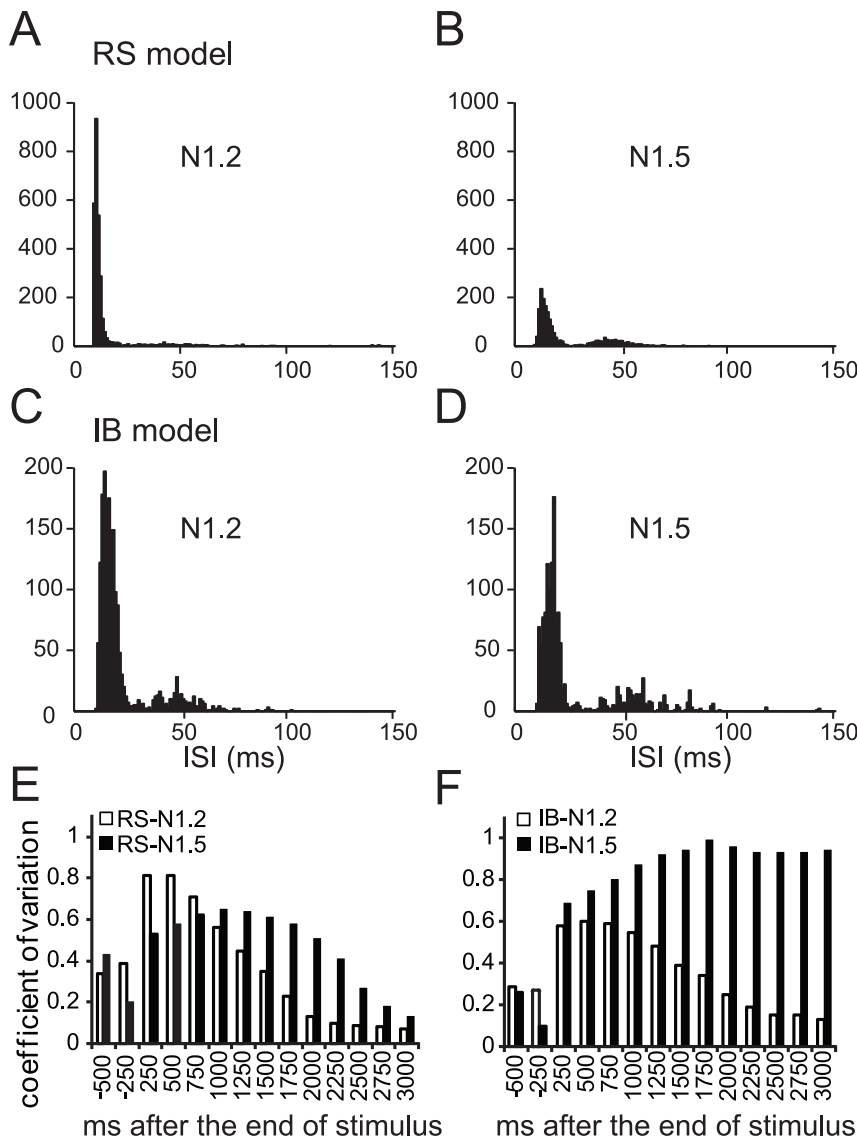 A
RS model
B
1000
800
600
400
200
0
N1.2
0 50 100 150
1000
800
600
400
200
0
N1.5
0 50 100 150
C
IB model
D
200
150
100
50
0
N1.2
0 50 100 150
ISI (ms)
200
150
100
50
0
N1.5
0 50 100 150
ISI (ms)
E
coefficient of variation
1
0.8
0.6
0.4
0.2
0
RS-N1.2
RS-N1.5
-500 -250 250 500 750 1000 1250 1500 1750 2000 2250 2500 2750 3000
ms after the end of stimulus
F
1
0.8
0.6
0.4
0.2
0
IB-N1.2
IB-N1.5
-500 -250 250 500 750 1000 1250 1500 1750 2000 2250 2500 2750 3000
ms after the end of stimulus